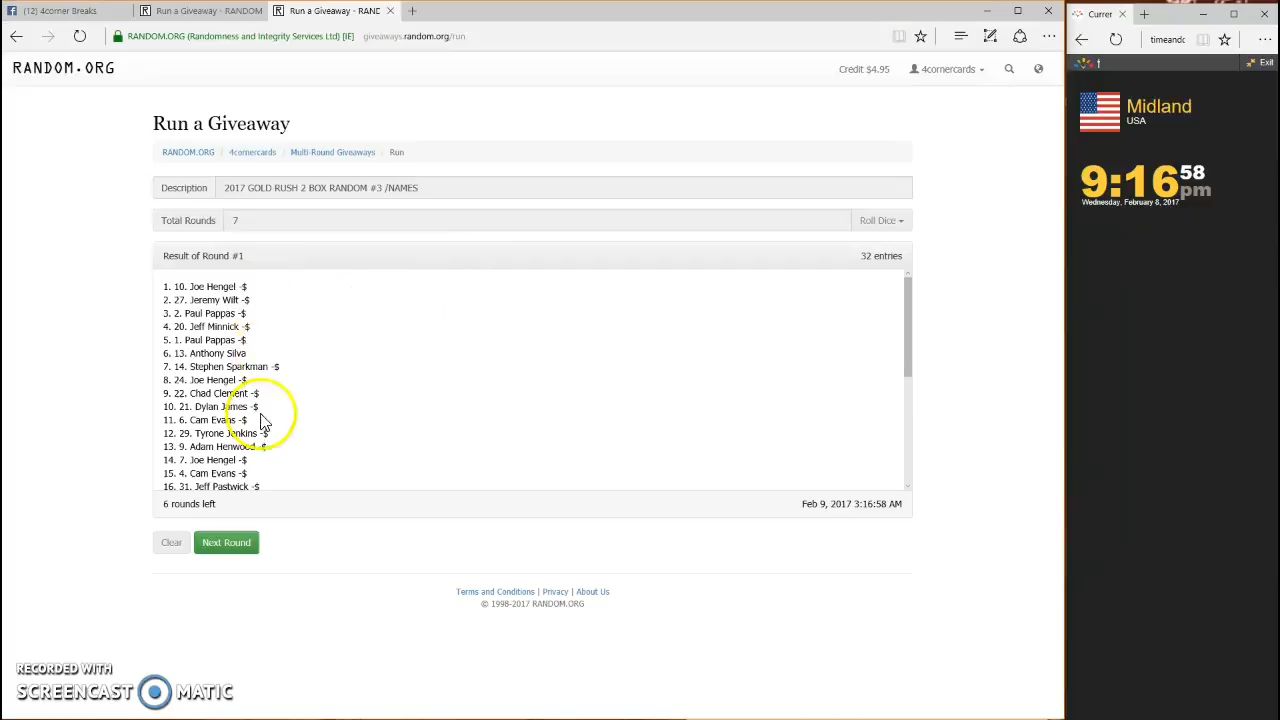 (12) 4corner Breaks
Run a Giveaway - RANDOM
Run a Giveaway - RAND
Curren
RANDOM.ORG (Randomness and Integrity Services Ltd) [IE]
giveaways.random.org/run
timeandd
RANDOM.ORG
Credit $4.95
4cornercards
Exit
Midland
USA
9:16 58 pm
Wednesday, February 8, 2017
Run a Giveaway
RANDOM.ORG / 4cornercards / Multi-Round Giveaways / Run
Description 2017 GOLD RUSH 2 BOX RANDOM #3 /NAMES
Total Rounds 7 Roll Dice
Result of Round #1 32 entries
1. 10. Joe Hengel -$
2. 27. Jeremy Wilt -$
3. 2. Paul Pappas -$
4. 20. Jeff Minnick -$
5. 1. Paul Pappas -$
6. 13. Anthony Silva
7. 14. Stephen Sparkman -$
8. 24. Joe Hengel -$
9. 22. Chad Clement -$
10. 21. Dylan James -$
11. 6. Cam Evans -$
12. 29. Tyrone Jenkins -$
13. 9. Adam Henwood -$
14. 7. Joe Hengel -$
15. 4. Cam Evans -$
16. 31. Jeff Pastwick -$
6 rounds left Feb 9, 2017 3:16:58 AM
Clear Next Round
Terms and Conditions | Privacy | About Us
© 1998-2017 RANDOM.ORG
RECORDED WITH
SCREENCAST MATIC